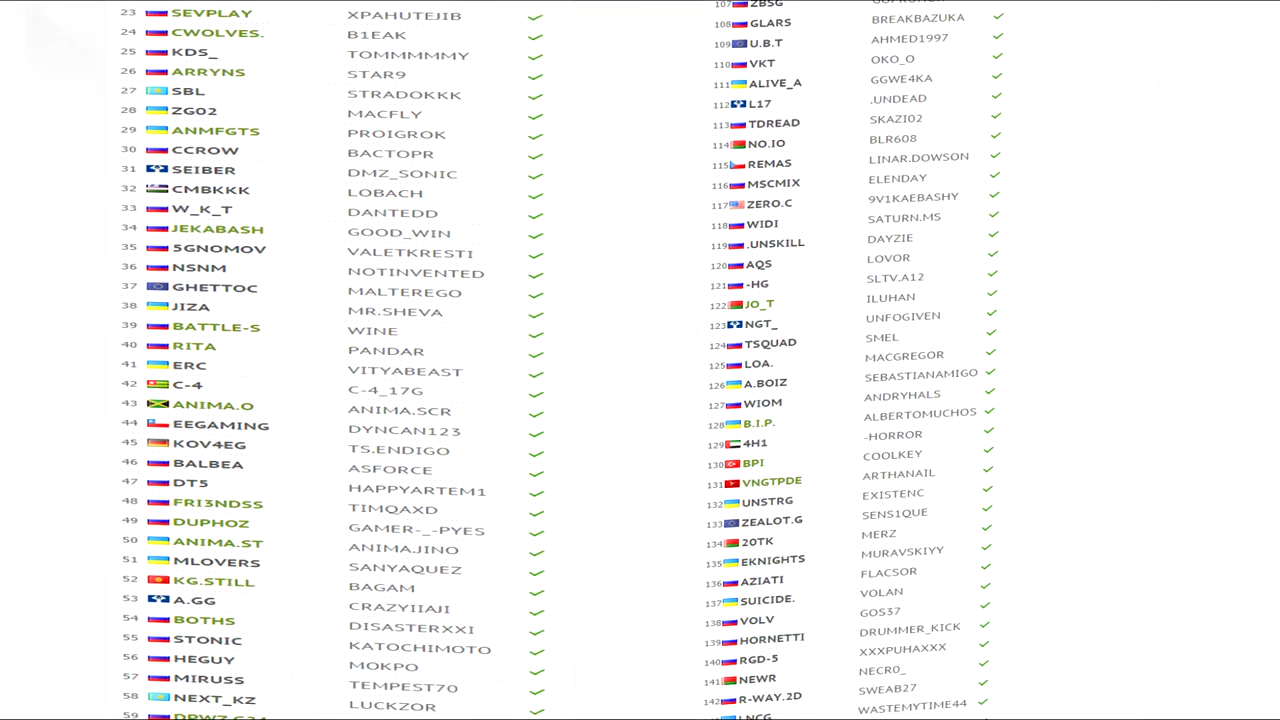 23 SEVPLAY XPAHUTEJIB
24 CWOLVES. B1EAK
25 KDS_ TOMMMMMY
26 ARRYNS STAR9
27 SBL STRADOKKK
28 ZG02 MACFLY
29 ANMFGTS PROIGROK
30 CCROW BACTOPR
31 SEIBER DMZ_SONIC
32 CMBKKK LOBACH
33 W_K_T DANTEDD
34 JEKABASH GOOD_WIN
35 5GNOMOV VALETKRESTI
36 NSNM NOTINVENTED
37 GHETTOC MALTEREGO
38 JIZA MR.SHEVA
39 BATTLE-S WINE
40 RITA PANDAR
41 ERC VITYABEAST
42 C-4 C-4_17G
43 ANIMA.O ANIMA.SCR
44 EEGAMING DYNCAN123
45 KOV4EG TS.ENDIGO
46 BALBEA ASFORCE
47 DT5 HAPPYARTEM1
48 FRI3NDSS TIMQAXD
49 DUPHOZ GAMER-_-PYES
50 ANIMA.ST ANIMAJINO
51 MLOVERS SANYAQUEZ
52 KG.STILL BAGAM
53 A.GG CRAZYIIAJI
54 BOTHS DISASTERXXI
55 STONIC KATOCHIMOTO
56 HEGUY MOKPO
57 MIRUSS TEMPEST70
58 NEXT_KZ LUCKZOR
59
107 ZBSG
108 GLARS BREAKBAZUKA
109 U.B.T AHMED1997
110 VKT OKO_O
111 ALIVE_A GGWE4KA
112 L17 .UNDEAD
113 TDREAD SKAZI02
114 NO.IO BLR608
115 REMAS LINAR.DOWSON
116 MSCMIX ELENDAY
117 ZERO.C 9V1KAEBASHY
118 WIDI SATURN.MS
119 .UNSKILL DAYZIE
120 AQS LOVOR
121 -HG SLTV.A12
122 JO_T ILUHAN
123 NGT_ UNFOGIVEN
124 TSQUAD SMEL
125 LOA. MACGREGOR
126 A.BOIZ SEBASTIANAMIGO
127 WIOM ANDRYHALS
128 B.I.P. ALBERTOMUCHOS
129 4H1 -HORROR
130 BPI COOLKEY
131 VNGTPDE ARTHANAIL
132 UNSTRG EXISTENC
133 ZEALOT.G SENS1QUE
134 20TK MERZ
135 EKNIGHTS MURAVSKIYY
136 AZIATI FLACSOR
137 SUICIDE. VOLAN
138 VOLV GOS37
139 HORNETTI DRUMMER_KICK
140 RGD-5 XXXPUHAXXX
141 NEWR NECR0_
142 R-WAY.2D SWEAB27
LNCG WASTEMYTIME44